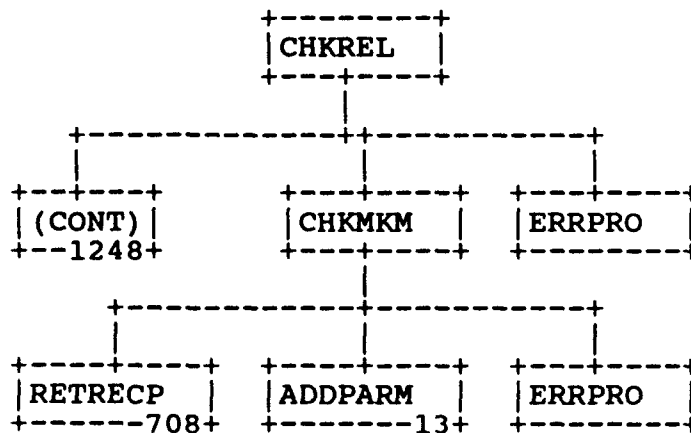 CHKREL
(CONT) CHKMKM ERRPRO
1248
RETRECP ADDPARM ERRPRO
708 13